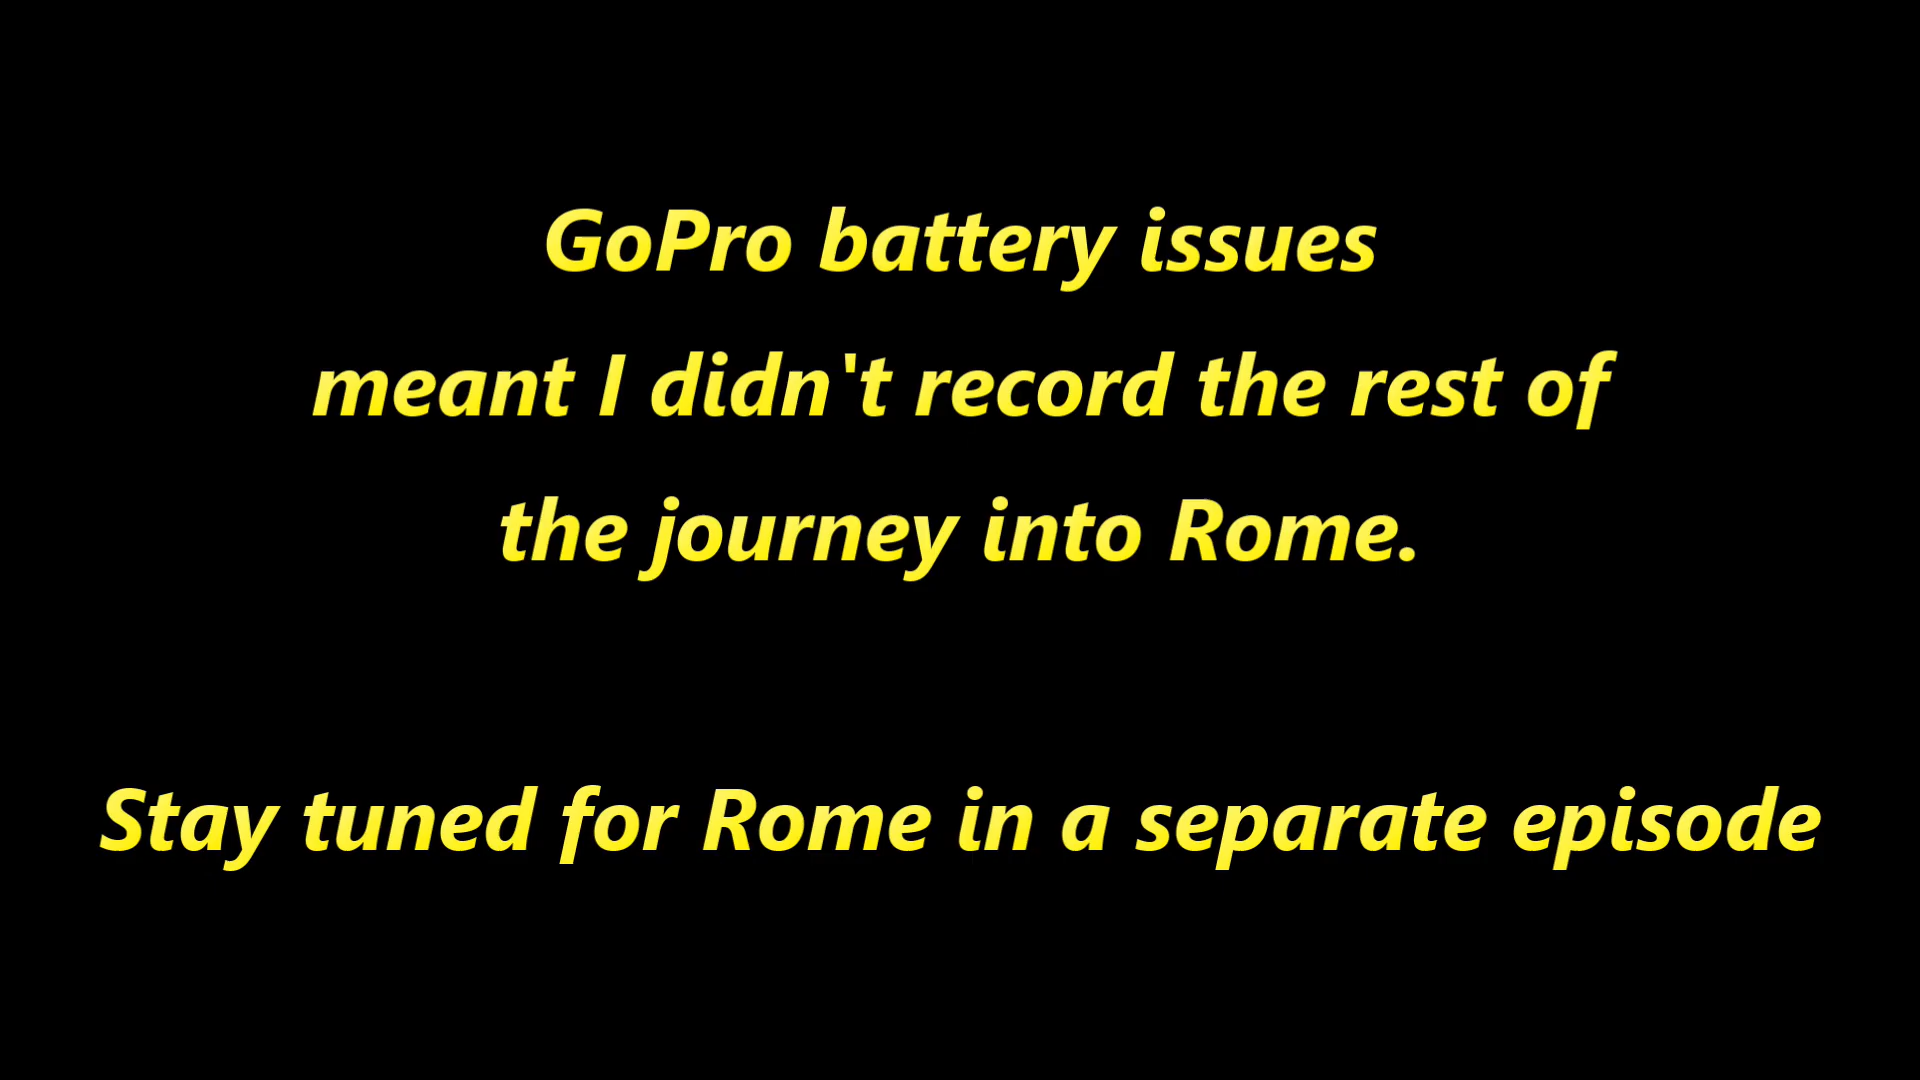 GoPro battery issues
meant I didn't record the rest of
the journey into Rome.
Stay tuned for Rome in a separate episode